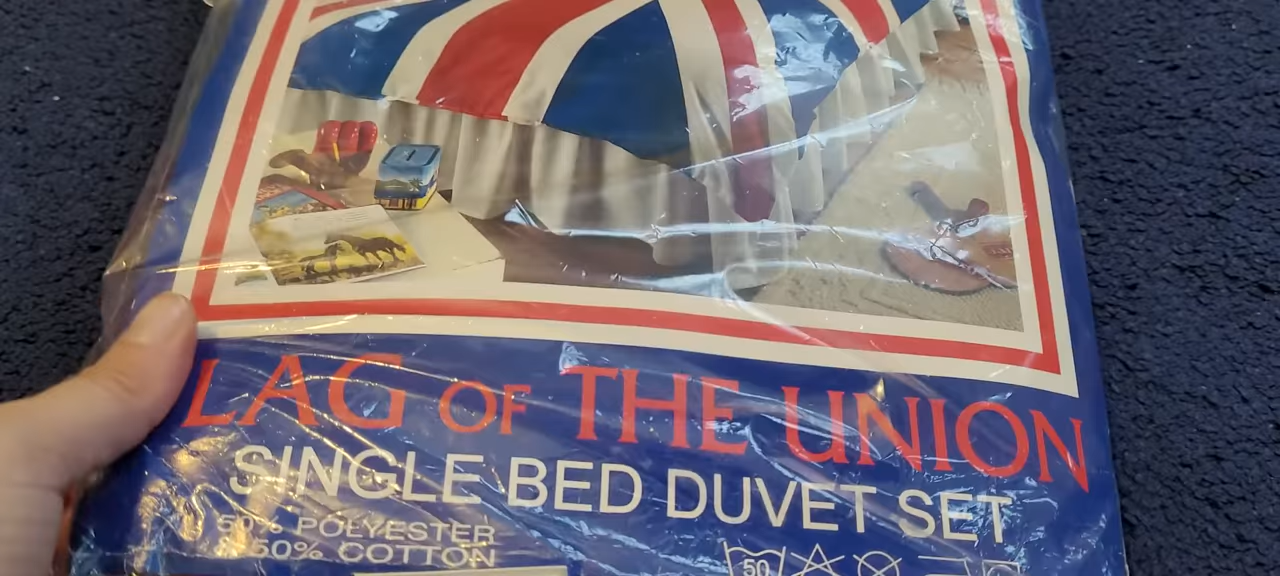 LAG OF THE UNION
SINGLE BED DUVET SET
50% POLYESTER
50% COTTON
50